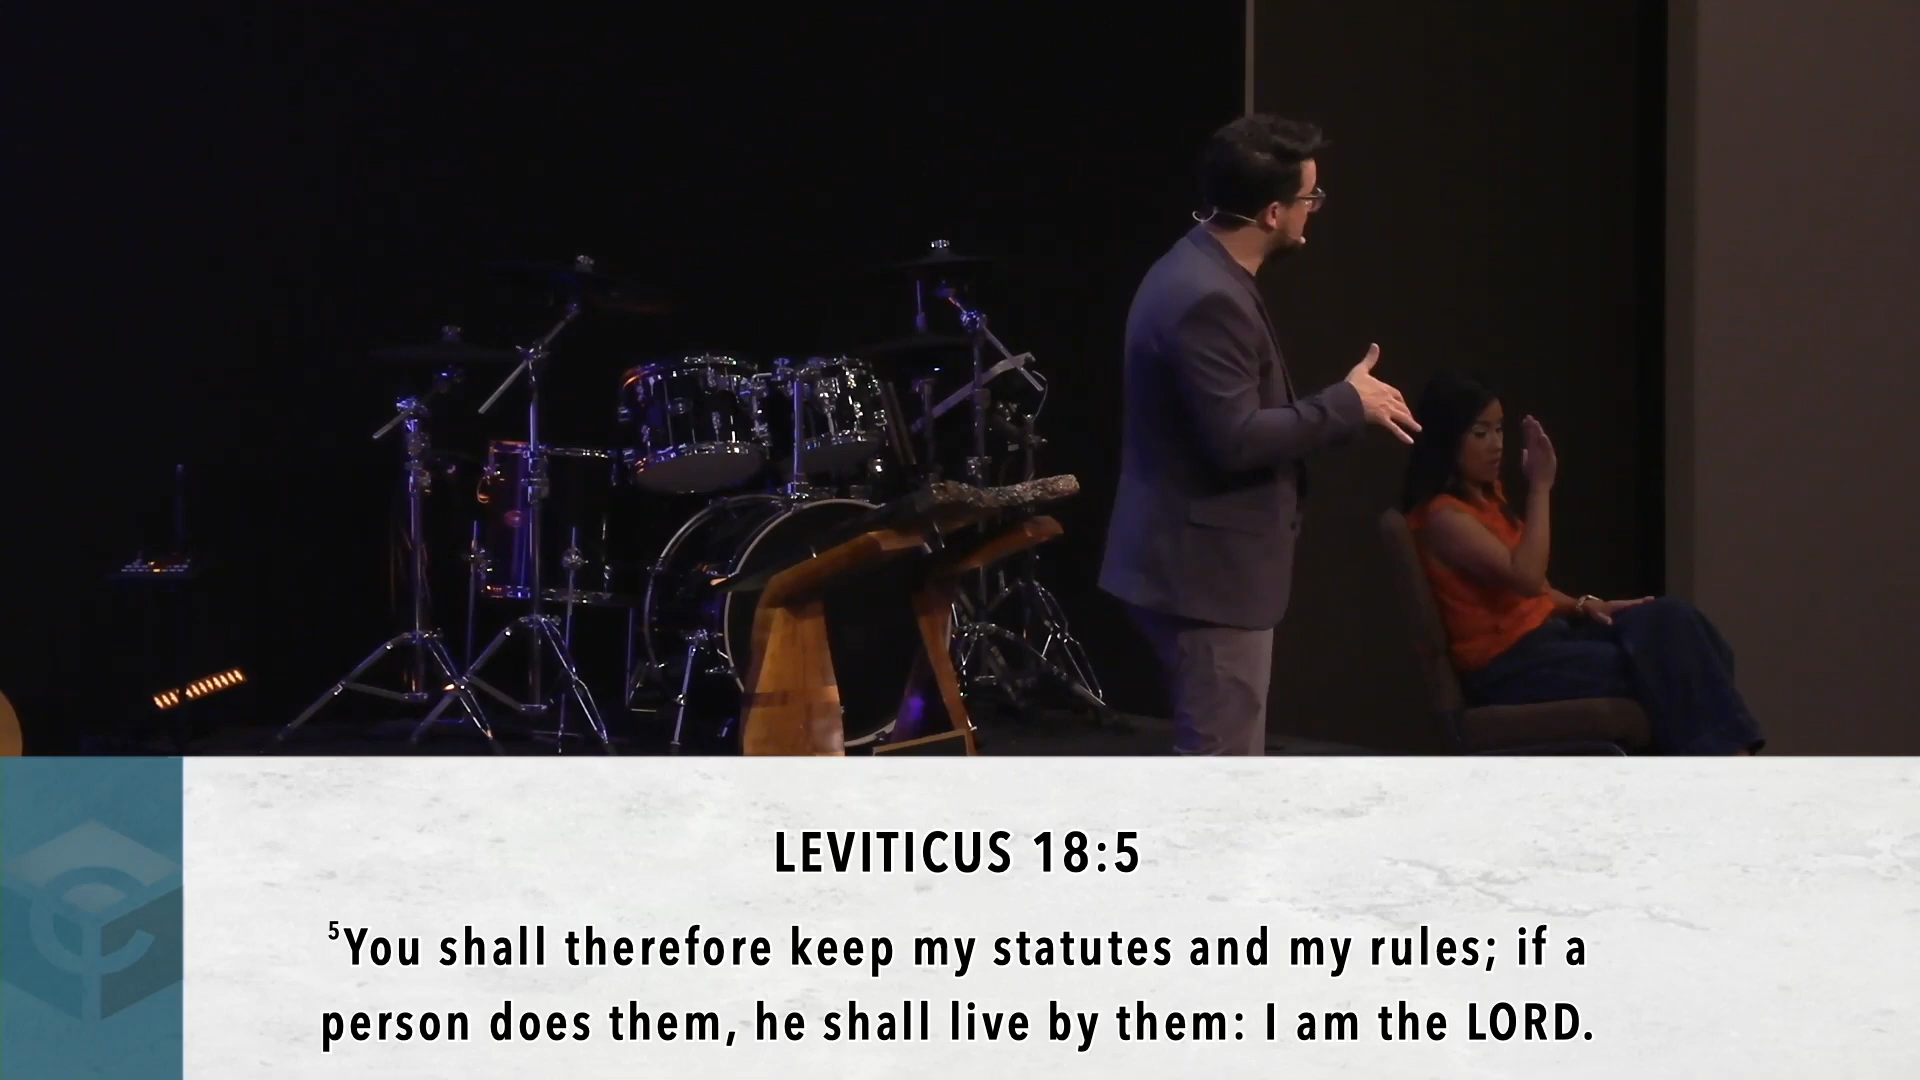 LEVITICUS 18:5
⁵You shall therefore keep my statutes and my rules; if a
person does them, he shall live by them: I am the LORD.